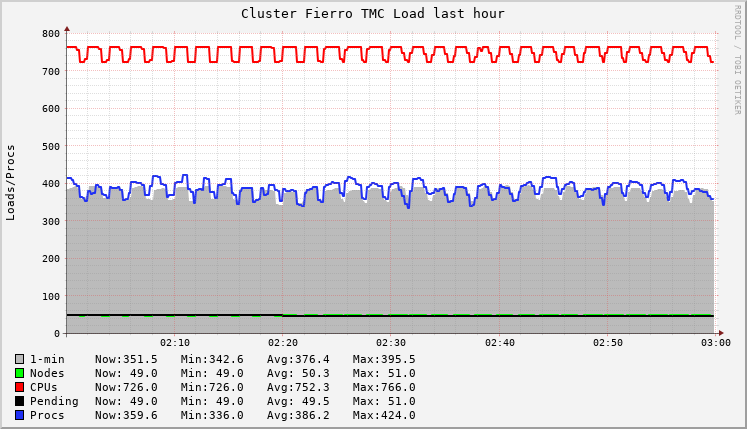 Cluster Fierro TMC Load last hour
RRDTOOL / TOBI OETIKER
Loads/Procs
800
700
600
500
400
300
200
100
0
02:10 02:20 02:30 02:40 02:50 03:00
1-min Now:351.5 Min:342.6 Avg:376.4 Max:395.5
Nodes Now: 49.0 Min: 49.0 Avg: 50.3 Max: 51.0
CPUs Now:726.0 Min:726.0 Avg:752.3 Max:766.0
Pending Now: 49.0 Min: 49.0 Avg: 49.5 Max: 51.0
Procs Now:359.6 Min:336.0 Avg:386.2 Max:424.0